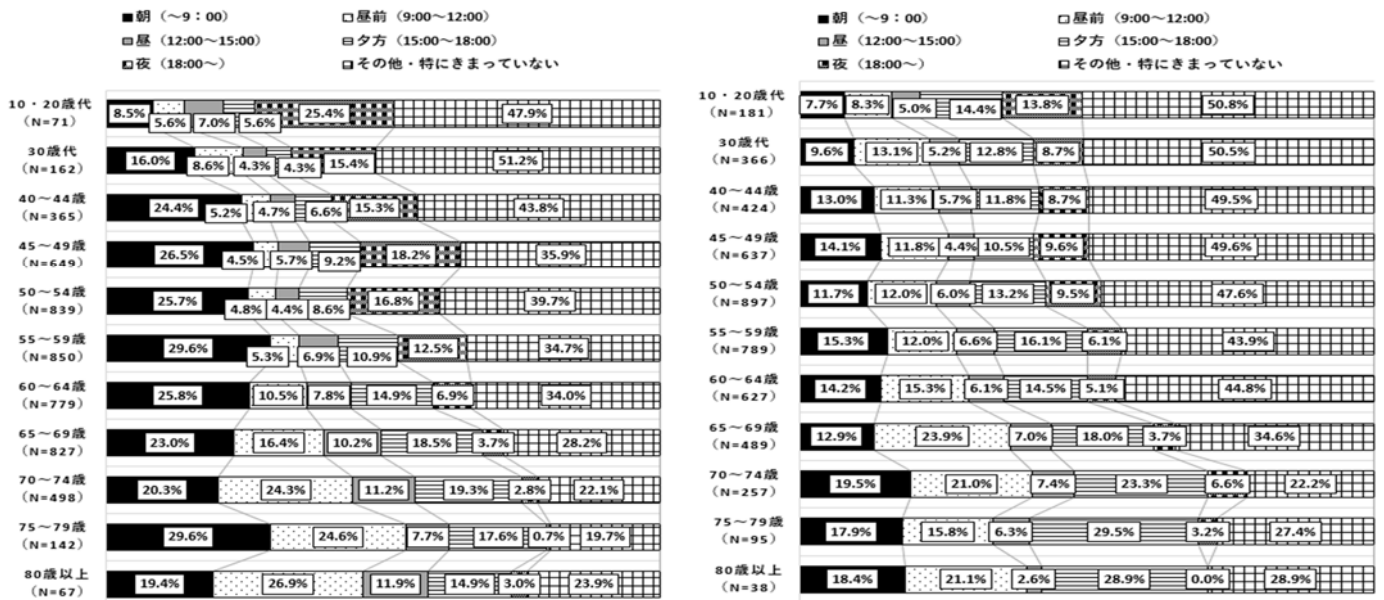 ■朝（～9：00） □昼前（9:00～12:00）
■昼（12:00～15:00） 日夕方（15:00～18:00）
夜（18:00～） その他・特にきまっていない
10・20歳代
（N=71）
8.5% 5.6% 7.0% 5.6% 25.4% 47.9%
30歳代
（N=162）
16.0% 8.6% 4.3% 4.3% 15.4% 51.2%
40～44歳
（N=365）
24.4% 5.2% 4.7% 6.6% 15.3% 43.8%
45～49歳
（N=649）
26.5% 4.5% 5.7% 9.2% 18.2% 35.9%
50～54歳
（N=839）
25.7% 4.8% 4.4% 8.6% 16.8% 39.7%
55～59歳
（N=850）
29.6% 5.3% 6.9% 10.9% 12.5% 34.7%
60～64歳
（N=779）
25.8% 10.5% 7.8% 14.9% 6.9% 34.0%
65～69歳
（N=827）
23.0% 16.4% 10.2% 18.5% 3.7% 28.2%
70～74歳
（N=498）
20.3% 24.3% 11.2% 19.3% 2.8% 22.1%
75～79歳
（N=142）
29.6% 24.6% 7.7% 17.6% 0.7% 19.7%
80歳以上
（N=67）
19.4% 26.9% 11.9% 14.9% 3.0% 23.9%
■朝（～9：00） □昼前（9:00～12:00）
■昼（12:00～15:00） 夕方（15:00～18:00）
夜（18:00～） その他・特にきまっていない
10・20歳代
（N=181）
7.7% 8.3% 5.0% 14.4% 13.8% 50.8%
30歳代
（N=366）
9.6% 13.1% 5.2% 12.8% 8.7% 50.5%
40～44歳
（N=424）
13.0% 11.3% 5.7% 11.8% 8.7% 49.5%
45～49歳
（N=637）
14.1% 11.8% 4.4% 10.5% 9.6% 49.6%
50～54歳
（N=897）
11.7% 12.0% 6.0% 13.2% 9.5% 47.6%
55～59歳
（N=789）
15.3% 12.0% 6.6% 16.1% 6.1% 43.9%
60～64歳
（N=627）
14.2% 15.3% 6.1% 14.5% 5.1% 44.8%
65～69歳
（N=489）
12.9% 23.9% 7.0% 18.0% 3.7% 34.6%
70～74歳
（N=257）
19.5% 21.0% 7.4% 23.3% 6.6% 22.2%
75～79歳
（N=95）
17.9% 15.8% 6.3% 29.5% 3.2% 27.4%
80歳以上
（N=38）
18.4% 21.1% 2.6% 28.9% 0.0% 28.9%